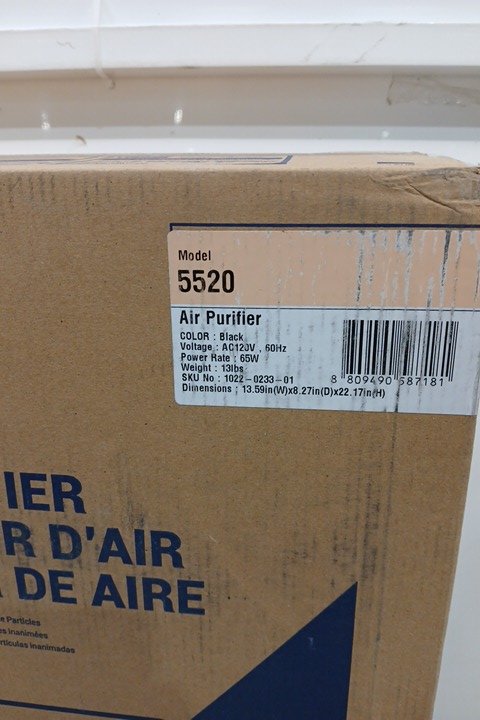 Model
5520
Air Purifier
COLOR : Black
Voltage : AC120V , 60Hz
Power Rate : 65W
Weight : 13lbs
SKU No : 1022-0233-01
Dimensions : 13.59in(W)x8.27in(D)x22.17in(H)
8 809490 587181
IER
R D'AIR
DE AIRE
e Particles
es inanimées
artículas inanimadas